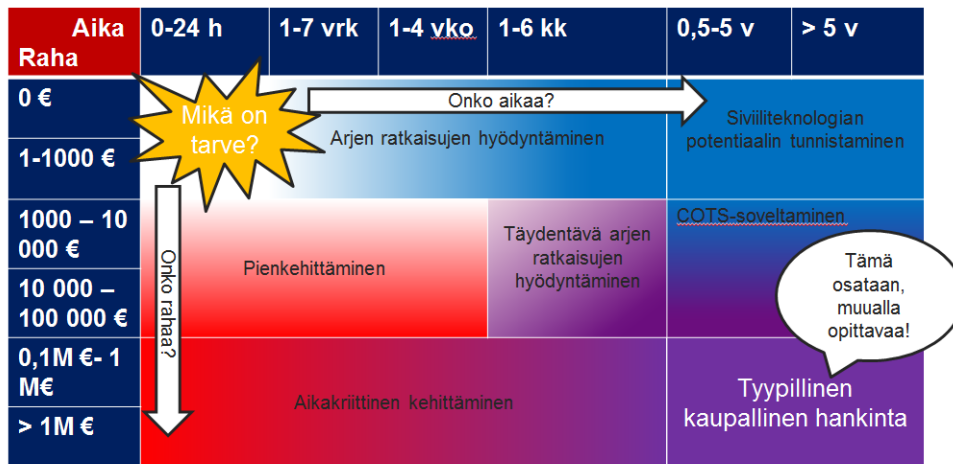 Aika
Raha
0-24 h
1-7 vrk
1-4 vko
1-6 kk
0,5-5 v
> 5 v
0 €
1-1000 €
1000 – 10
000 €
10 000 –
100 000 €
0,1M €- 1
M€
> 1M €
Mikä on
tarve?
Onko aikaa?
Onko rahaa?
Arjen ratkaisujen hyödyntäminen
Siviiliteknologian
potentiaalin tunnistaminen
Pienkehittäminen
Täydentävä arjen
ratkaisujen
hyödyntäminen
COTS-soveltaminen
Tämä
osataan,
muualla
opittavaa!
Aikakriittinen kehittäminen
Tyypillinen
kaupallinen hankinta